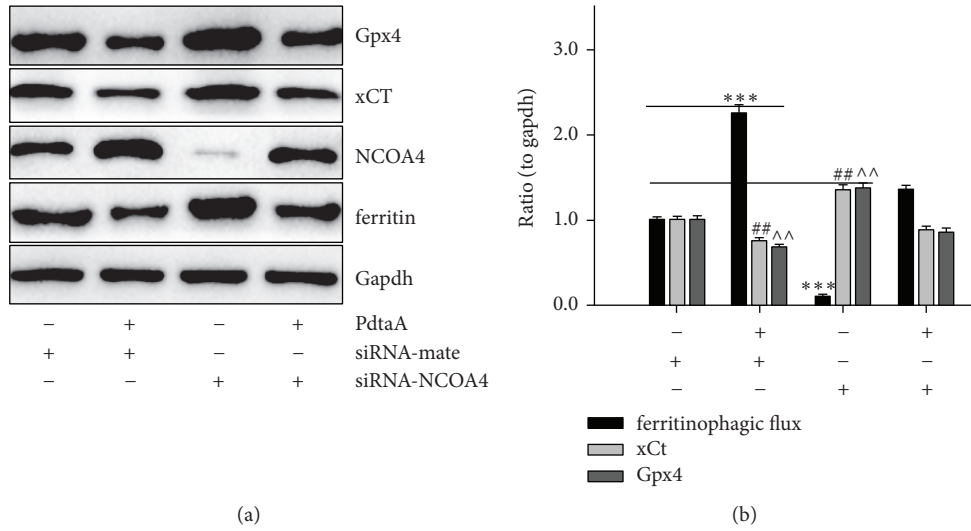 Gpx4
xCT
NCOA4
ferritin
Gapdh
− + − + PdtaA
+ + − − siRNA-mate
− − + + siRNA-NCOA4
(a)
Ratio (to gapdh)
3.0
2.0
1.0
0.0
***
## ^^
***
## ^^
− + − +
+ + − −
− − + +
ferritinophagic flux
xCt
Gpx4
(b)